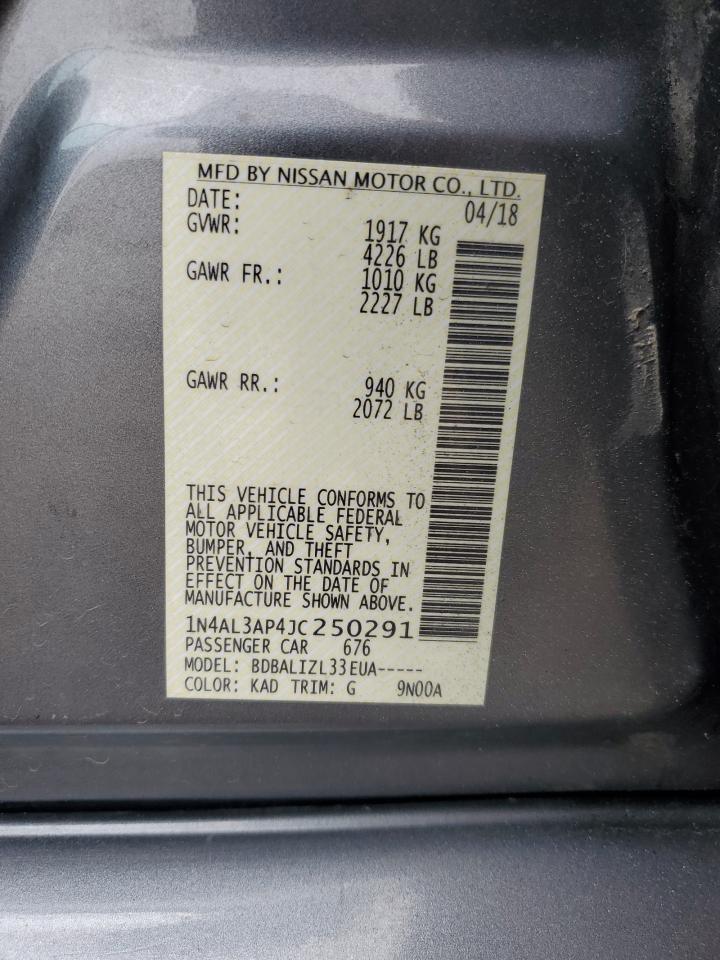 MFD BY NISSAN MOTOR CO., LTD.
DATE: 04/18
GVWR: 1917 KG
4226 LB
GAWR FR.: 1010 KG
2227 LB
GAWR RR.: 940 KG
2072 LB
THIS VEHICLE CONFORMS TO
ALL APPLICABLE FEDERAL
MOTOR VEHICLE SAFETY,
BUMPER, AND THEFT
PREVENTION STANDARDS IN
EFFECT ON THE DATE OF
MANUFACTURE SHOWN ABOVE.
1N4AL3AP4JC250291
PASSENGER CAR 676
MODEL: BDBALIZL33EUA-----
COLOR: KAD TRIM: G 9N00A